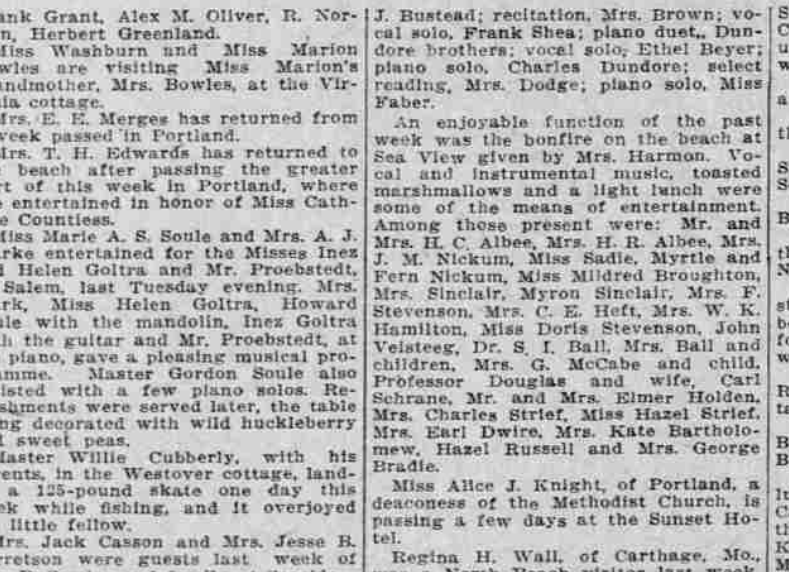 ank Grant, Alex M. Oliver, R. Nor-
n, Herbert Greenland.
Miss Washburn and Miss Marion
wles are visiting Miss Marion's
andmother, Mrs. Bowles, at the Vir-
ia cottage.
Mrs. E. E. Merges has returned from
week passed in Portland.
Mrs. T. H. Edwards has returned to
beach after passing the greater
rt of this week in Portland, where
e entertained in honor of Miss Cath-
e Countiess.
Miss Marie A. S. Soule and Mrs. A. J.
rke entertained for the Misses Inez
d Helen Goltra and Mr. Proebstedt,
Salem, last Tuesday evening. Mrs.
rk, Miss Helen Goltra, Howard
ule with the mandolin, Inez Goltra
th the guitar and Mr. Proebstedt, at
piano, gave a pleasing musical pro-
amme. Master Gordon Soule also
isted with a few piano solos. Re-
shments were served later, the table
ng decorated with wild huckleberry
d sweet peas.
Master Willie Cubberly, with his
rents, in the Westover cottage, land-
a 125-pound skate one day this
ek while fishing, and it overjoyed
little fellow.
Mrs. Jack Casson and Mrs. Jesse B.
rretson were guests last week of
J. Bustead; recitation, Mrs. Brown; vo-
cal solo, Frank Shea; piano duet,, Dun-
dore brothers; vocal solo, Ethel Beyer;
piano solo, Charles Dundore; select
reading, Mrs. Dodge; piano solo, Miss
Faber.
An enjoyable function of the past
week was the bonfire on the beach at
Sea View given by Mrs. Harmon. Vo-
cal and instrumental music, toasted
marshmallows and a light lunch were
some of the means of entertainment.
Among those present were: Mr. and
Mrs. H. C. Albee, Mrs. H. R. Albee, Mrs.
J. M. Nickum, Miss Sadie, Myrtle and
Fern Nickum, Miss Mildred Broughton,
Mrs. Sinclair, Myron Sinclair, Mrs. F.
Stevenson, Mrs. C. E. Heft, Mrs. W. K.
Hamilton, Miss Doris Stevenson, John
Veisteeg, Dr. S. I. Ball, Mrs. Ball and
children, Mrs. G. McCabe and child,
Professor Douglas and wife, Carl
Schrane, Mr. and Mrs. Elmer Holden,
Mrs. Charles Strief, Miss Hazel Strief,
Mrs. Earl Dwire, Mrs. Kate Bartholo-
mew, Hazel Russell and Mrs. George
Bradie.
Miss Alice J. Knight, of Portland, a
deaconess of the Methodist Church, is
passing a few days at the Sunset Ho-
tel.
Regina H. Wall, of Carthage, Mo.,